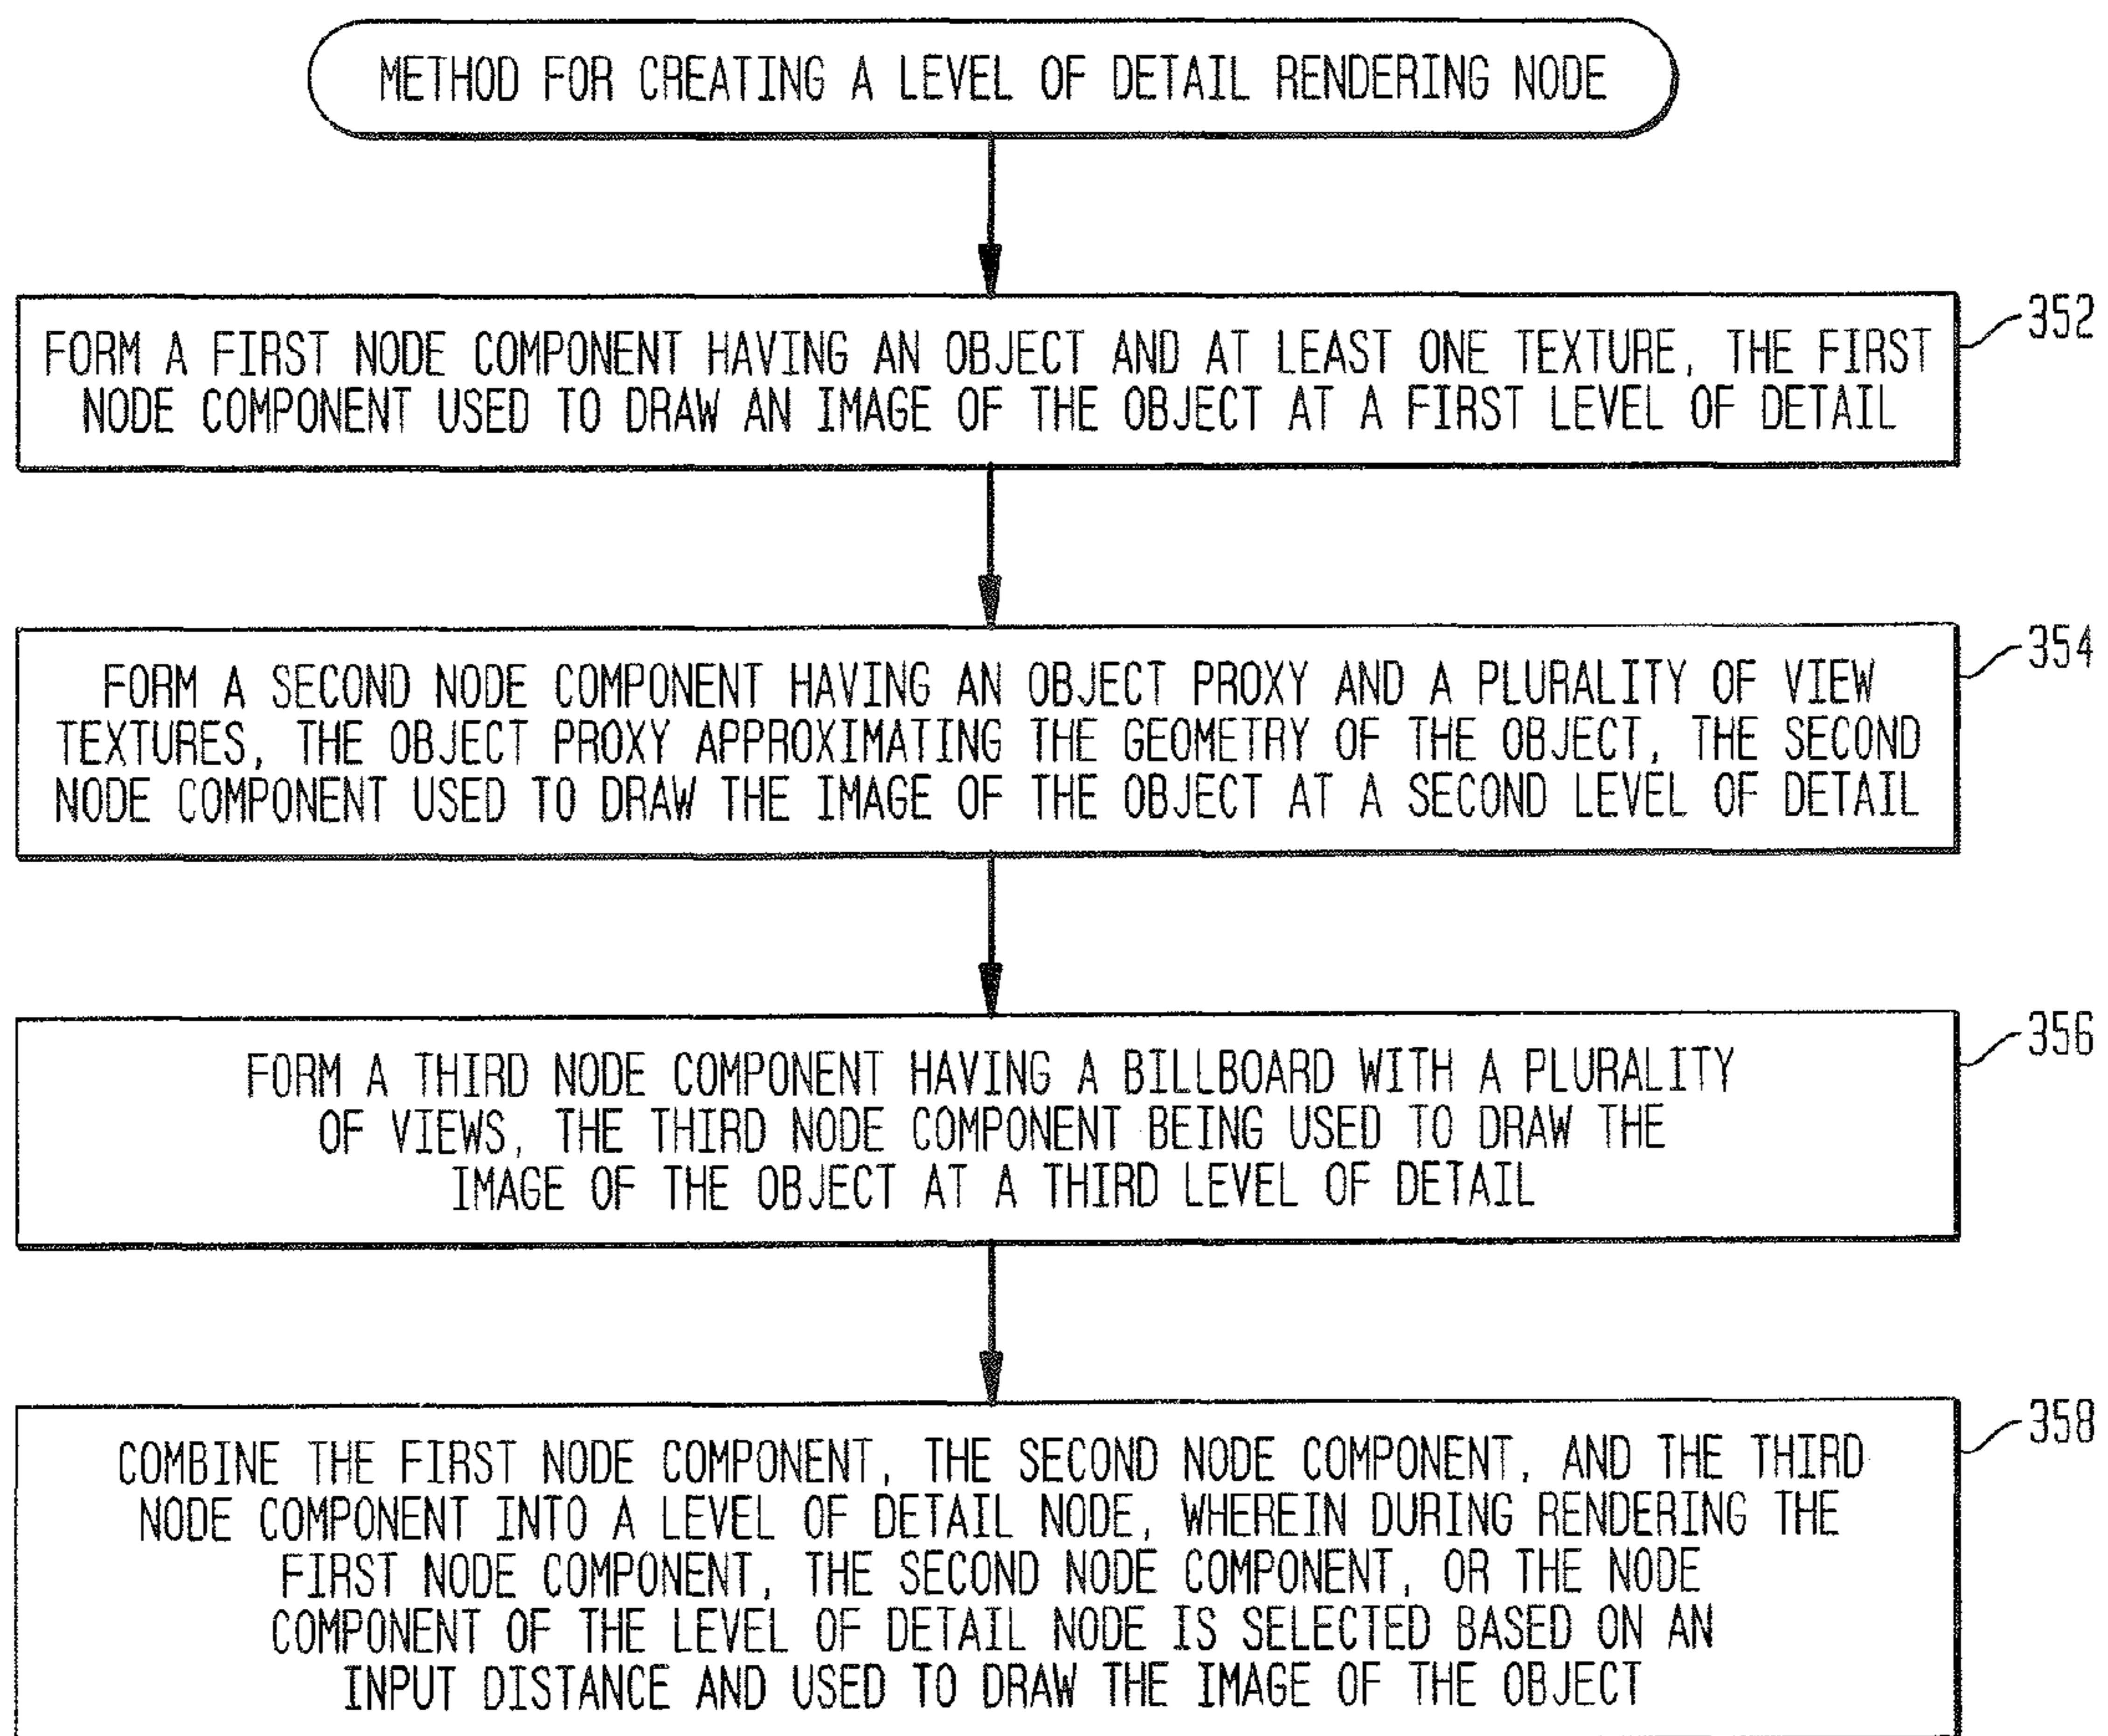 METHOD FOR CREATING A LEVEL OF DETAIL RENDERING NODE
FORM A FIRST NODE COMPONENT HAVING AN OBJECT AND AT LEAST ONE TEXTURE, THE FIRST
NODE COMPONENT USED TO DRAW AN IMAGE OF THE OBJECT AT A FIRST LEVEL OF DETAIL
352
FORM A SECOND NODE COMPONENT HAVING AN OBJECT PROXY AND A PLURALITY OF VIEW
TEXTURES, THE OBJECT PROXY APPROXIMATING THE GEOMETRY OF THE OBJECT, THE SECOND
NODE COMPONENT USED TO DRAW THE IMAGE OF THE OBJECT AT A SECOND LEVEL OF DETAIL
354
FORM A THIRD NODE COMPONENT HAVING A BILLBOARD WITH A PLURALITY
OF VIEWS, THE THIRD NODE COMPONENT BEING USED TO DRAW THE
IMAGE OF THE OBJECT AT A THIRD LEVEL OF DETAIL
356
COMBINE THE FIRST NODE COMPONENT, THE SECOND NODE COMPONENT, AND THE THIRD
NODE COMPONENT INTO A LEVEL OF DETAIL NODE, WHEREIN DURING RENDERING THE
FIRST NODE COMPONENT, THE SECOND NODE COMPONENT, OR THE NODE
COMPONENT OF THE LEVEL OF DETAIL NODE IS SELECTED BASED ON AN
INPUT DISTANCE AND USED TO DRAW THE IMAGE OF THE OBJECT
358